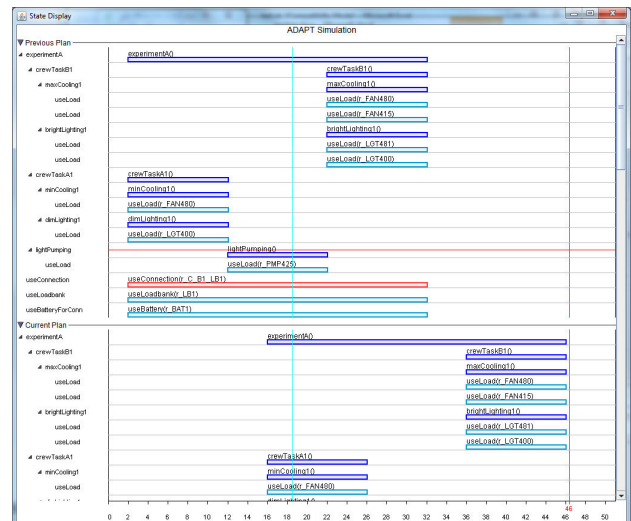 State Display
ADAPT Simulation
Previous Plan
experimentA experimentA()
crewTaskB1 crewTaskB1()
maxCooling1 maxCooling1()
useLoad useLoad(r_FAN480)
useLoad useLoad(r_FAN415)
brightLighting1 brightLighting1()
useLoad useLoad(r_LGT481)
useLoad useLoad(r_LGT400)
crewTaskA1 crewTaskA1()
minCooling1 minCooling1()
useLoad useLoad(r_FAN480)
dimLighting1 dimLighting1()
useLoad useLoad(r_LGT400)
lightPumping lightPumping()
useLoad useLoad(r_PMP425)
useConnection useConnection(r_C_B1_LB1)
useLoadbank useLoadbank(r_LB1)
useBatteryForConn useBattery(r_BAT1)
Current Plan
experimentA experimentA()
crewTaskB1 crewTaskB1()
maxCooling1 maxCooling1()
useLoad useLoad(r_FAN480)
useLoad useLoad(r_FAN415)
brightLighting1 brightLighting1()
useLoad useLoad(r_LGT481)
useLoad useLoad(r_LGT400)
crewTaskA1 crewTaskA1()
minCooling1 minCooling1()
useLoad useLoad(r_FAN480)
46
0 2 4 6 8 10 12 14 16 18 20 22 24 26 28 30 32 34 36 38 40 42 44 46 48 50